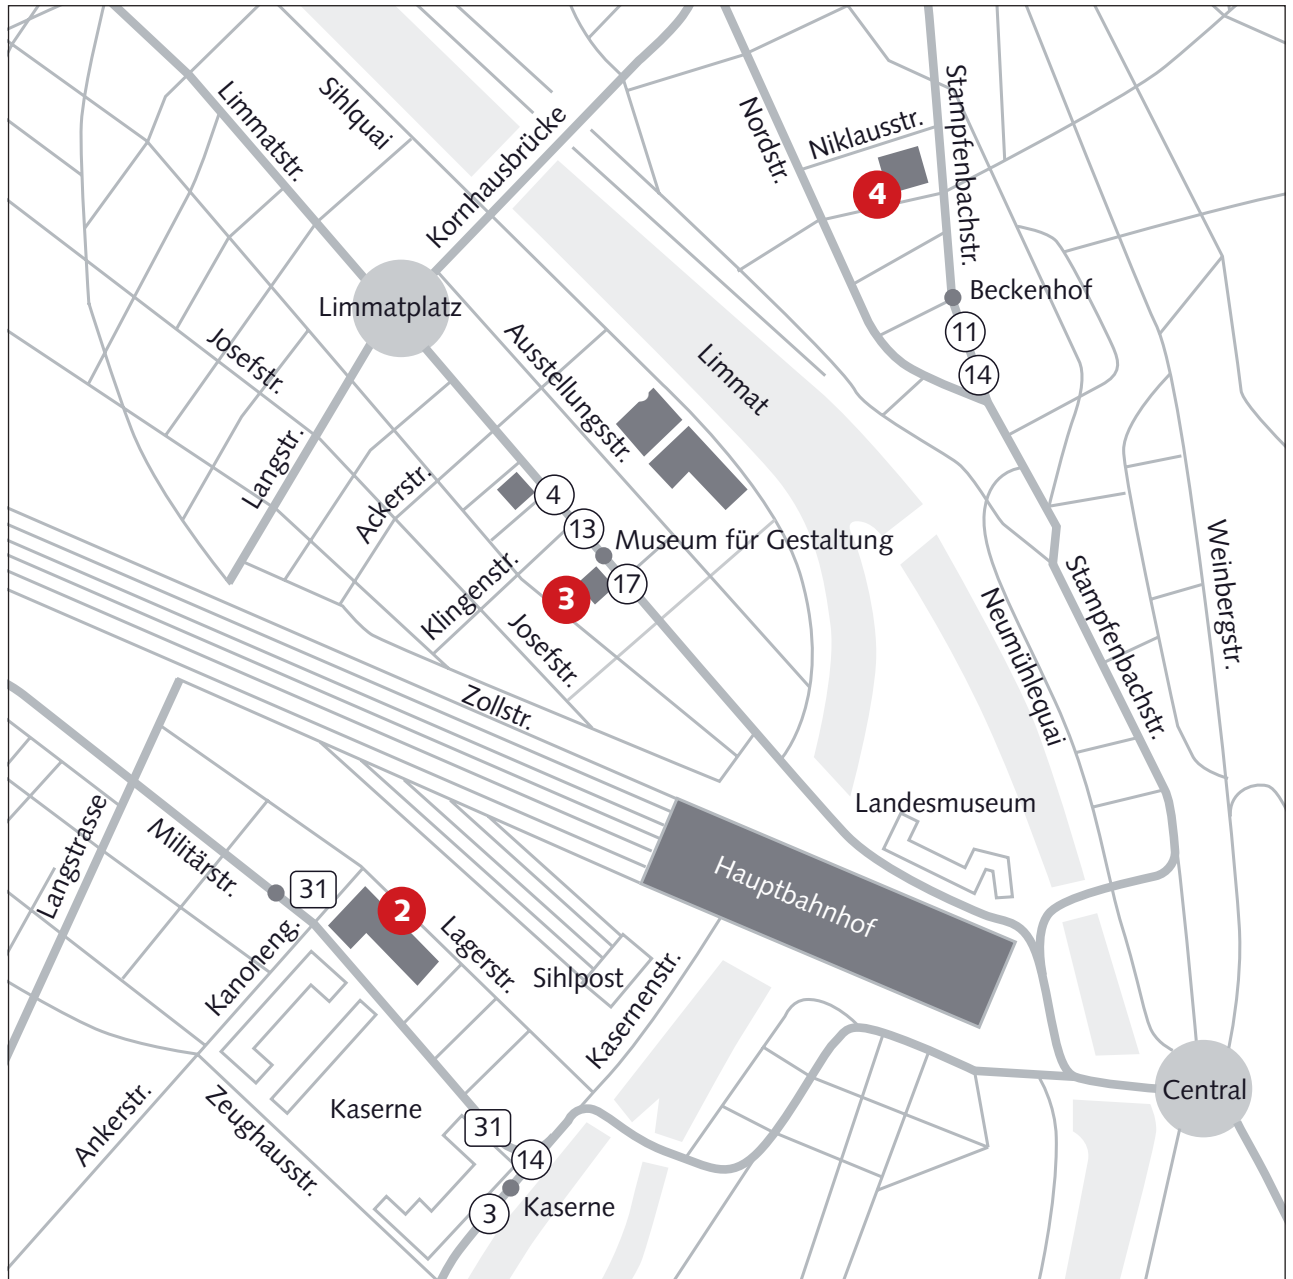 Limmatstr.
Sihlquai
Kornhausbrücke
Nordstr.
Niklausstr.
Stampfenbachstr.
4
Limmatplatz
Beckenhof
11
14
Josefstr.
Langstr.
Ausstellungsstr.
Limmat
Ackerstr.
4
13
Museum für Gestaltung
17
3
Klingenstr.
Josefstr.
Zollstr.
Neumühlequai
Stampfenbachstr.
Weinbergstr.
Landesmuseum
Hauptbahnhof
Langstrasse
Militärstr.
31
2
Kanoneng.
Lagerstr.
Sihlpost
Kasernenstr.
Ankerstr.
Zeughausstr.
Kaserne
31
14
3
Kaserne
Central